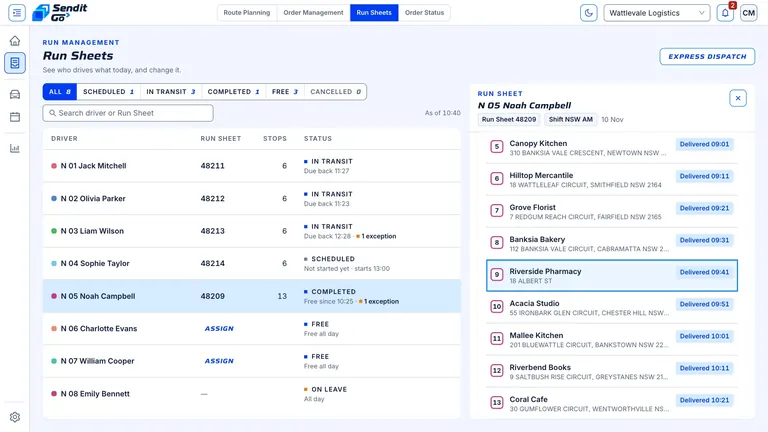 Sendit Go
Route Planning
Order Management
Run Sheets
Order Status
Wattlevale Logistics
2
CM
RUN MANAGEMENT
Run Sheets
See who drives what today, and change it.
EXPRESS DISPATCH
ALL 8
SCHEDULED 1
IN TRANSIT 3
COMPLETED 1
FREE 3
CANCELLED 0
Search driver or Run Sheet
As of 10:40
DRIVER RUN SHEET STOPS STATUS
N 01 Jack Mitchell 48211 6 IN TRANSIT
Due back 11:27
N 02 Olivia Parker 48212 6 IN TRANSIT
Due back 11:23
N 03 Liam Wilson 48213 6 IN TRANSIT
Due back 12:28 · 1 exception
N 04 Sophie Taylor 48214 6 SCHEDULED
Not started yet · starts 13:00
N 05 Noah Campbell 48209 13 COMPLETED
Free since 10:25 · 1 exception
N 06 Charlotte Evans ASSIGN FREE
Free all day
N 07 William Cooper ASSIGN FREE
Free all day
N 08 Emily Bennett — ON LEAVE
All day
RUN SHEET
N 05 Noah Campbell
Run Sheet 48209 Shift NSW AM 10 Nov
5 Canopy Kitchen Delivered 09:01
310 BANKSIA VALE CRESCENT, NEWTOWN NSW ...
6 Hilltop Mercantile Delivered 09:11
18 WATTLELEAF CIRCUIT, SMITHFIELD NSW 2164
7 Grove Florist Delivered 09:21
7 REDGUM REACH CIRCUIT, FAIRFIELD NSW 2165
8 Banksia Bakery Delivered 09:31
112 BANKSIA VALE CIRCUIT, CABRAMATTA NSW 2...
9 Riverside Pharmacy Delivered 09:41
18 ALBERT ST
10 Acacia Studio Delivered 09:51
55 IRONBARK GLEN CIRCUIT, CHESTER HILL NSW...
11 Mallee Kitchen Delivered 10:01
201 BLUEWATTLE CIRCUIT, BANKSTOWN NSW 22...
12 Riverbend Books Delivered 10:11
9 SALTBUSH RISE CIRCUIT, GREYSTANES NSW 21...
13 Coral Cafe Delivered 10:21
30 GUMFLOWER CIRCUIT, WENTWORTHVILLE NS...